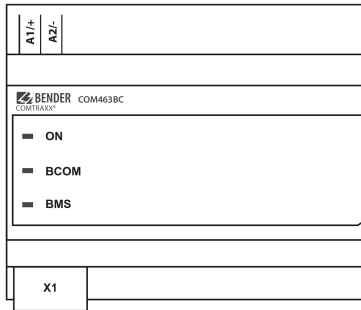 A1/+
A2/-
BENDER COM463BC
COMTRAXX®
ON
BCOM
BMS
X1